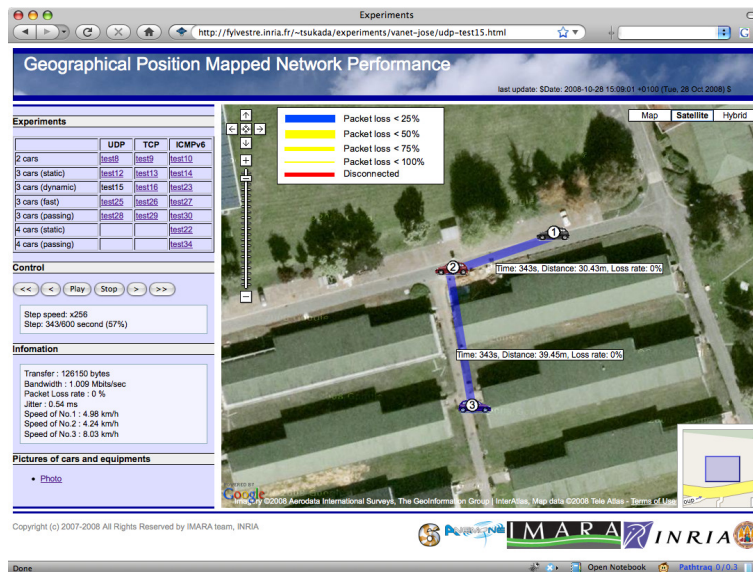 Experiments
http://fylvestre.inria.fr/~tsukada/experiments/vanet-jose/udp-test15.html
Geographical Position Mapped Network Performance
last update: $Date: 2008-10-28 15:09:01 +0100 (Tue, 28 Oct 2008) $
Experiments
UDP TCP ICMPv6
2 cars test8 test9 test10
3 cars (static) test12 test13 test14
3 cars (dynamic) test15 test16 test23
3 cars (fast) test25 test26 test27
3 cars (passing) test28 test29 test30
4 cars (static) test22
4 cars (passing) test34
Control
<< < Play Stop > >>
Step speed: x256
Step: 343/600 second (57%)
Infomation
Transfer : 126150 bytes
Bandwidth : 1.009 Mbits/sec
Packet Loss rate : 0 %
Jitter : 0.54 ms
Speed of No.1 : 4.98 km/h
Speed of No.2 : 4.24 km/h
Speed of No.3 : 8.03 km/h
Pictures of cars and equipments
• Photo
Packet loss < 25%
Packet loss < 50%
Packet loss < 75%
Packet loss < 100%
Disconnected
Map Satellite Hybrid
1
2
Time: 343s, Distance: 30.43m, Loss rate: 0%
Time: 343s, Distance: 39.45m, Loss rate: 0%
3
POWERED BY
Google
Imagery ©2008 Aerodata International Surveys, The GeoInformation Group | InterAtlas, Map data ©2008 Tele Atlas - Terms of Use
Copyright (c) 2007-2008 All Rights Reserved by IMARA team, INRIA
IMARA
INRIA
Done
Open Notebook
Pathtraq 0/0.3